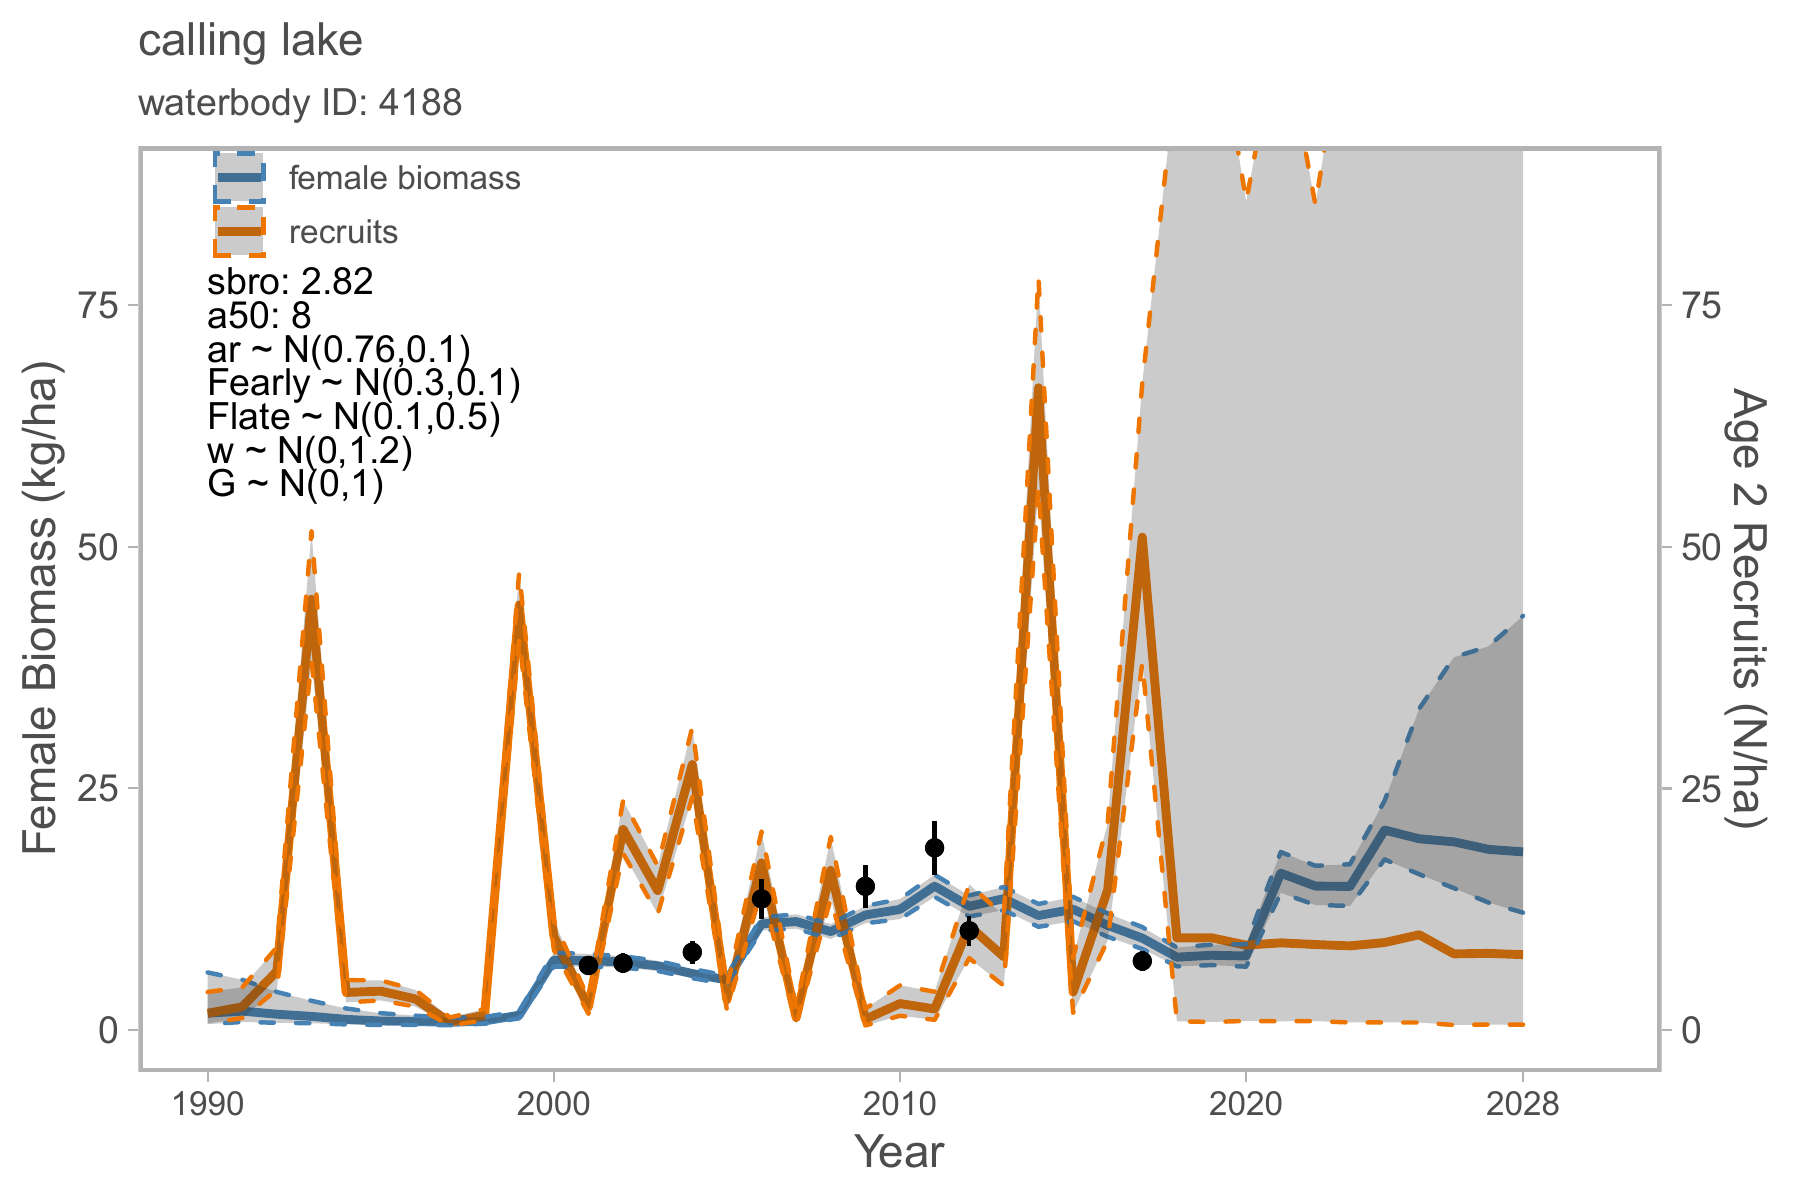 calling lake
waterbody ID: 4188
female biomass
recruits
sbro: 2.82
a50: 8
ar ~ N(0.76,0.1)
Fearly ~ N(0.3,0.1)
Flate ~ N(0.1,0.5)
w ~ N(0,1.2)
G ~ N(0,1)
Female Biomass (kg/ha)
75
50
25
0
75
50
25
0
Age 2 Recruits (N/ha)
1990
2000
2010
2020
2028
Year